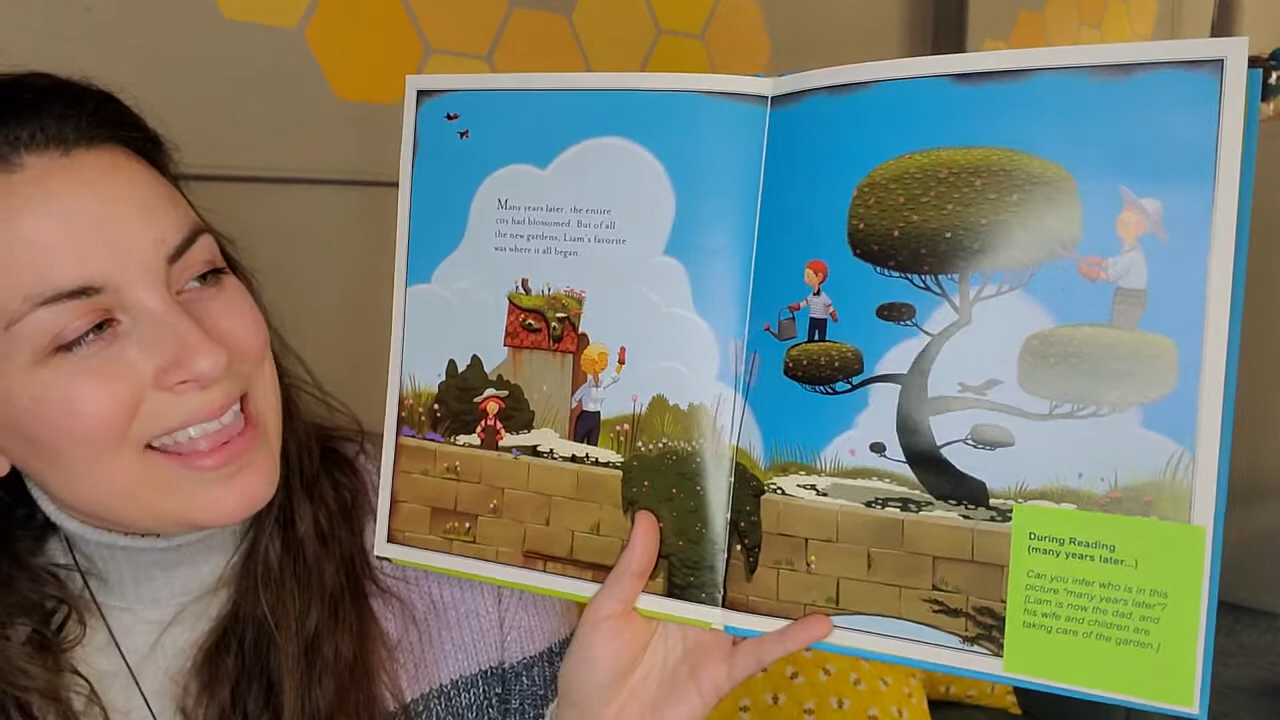 Many years later, the entire
city had blossomed. But of all
the new gardens, Liam's favorite
was where it all began.
During Reading
(many years later...)
Can you infer who is in this
picture "many years later"?
[Liam is now the dad, and
his wife and children are
taking care of the garden.]